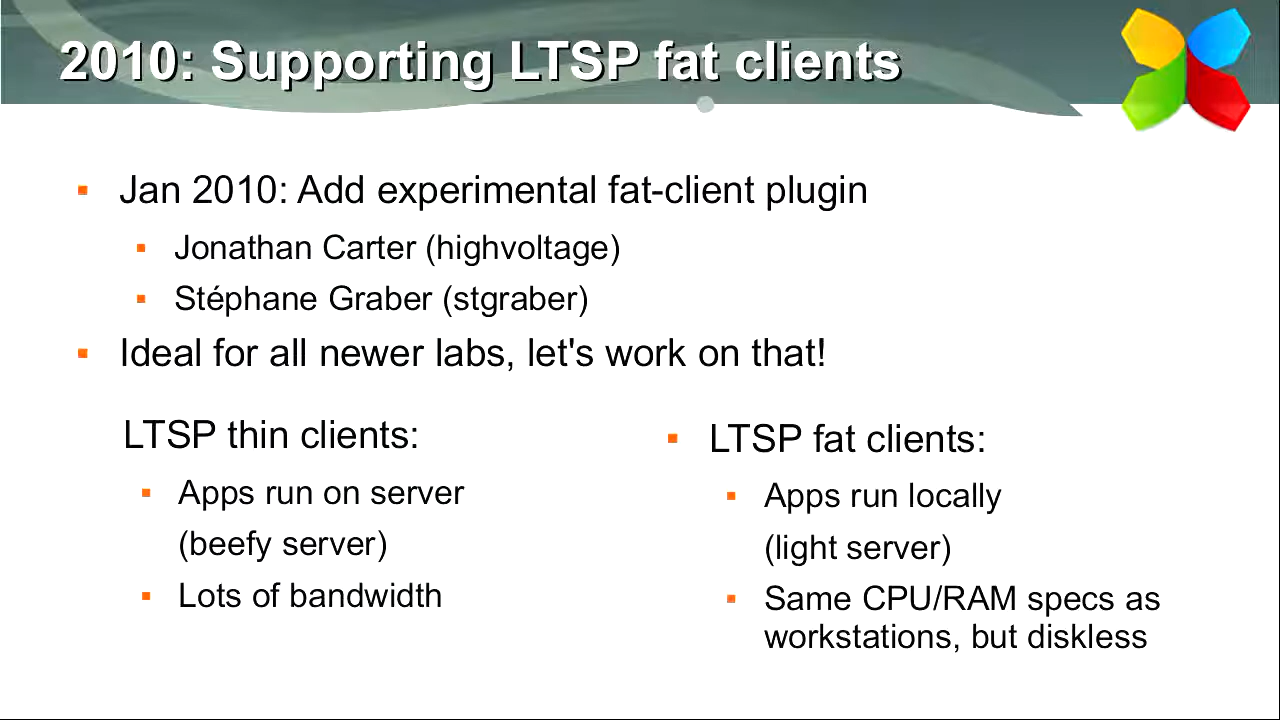 2010: Supporting LTSP fat clients
Jan 2010: Add experimental fat-client plugin
Jonathan Carter (highvoltage)
Stéphane Graber (stgraber)
Ideal for all newer labs, let's work on that!
LTSP thin clients:
Apps run on server
(beefy server)
Lots of bandwidth
LTSP fat clients:
Apps run locally
(light server)
Same CPU/RAM specs as
workstations, but diskless